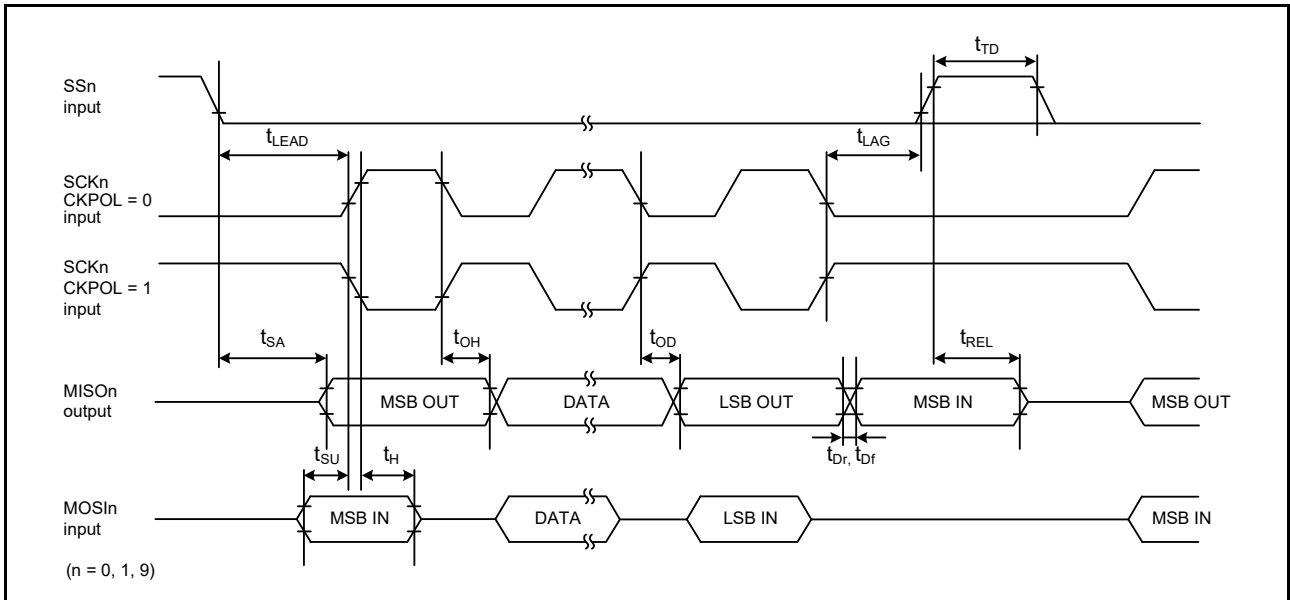 tTD
SSn
input
tLEAD
tLAG
SCKn
CKPOL = 0
input
SCKn
CKPOL = 1
input
tSA
tOH
tOD
tREL
MISOn
output
MSB OUT
DATA
LSB OUT
MSB IN
MSB OUT
tSU
tH
tDr, tDf
MOSIn
input
MSB IN
DATA
LSB IN
MSB IN
(n = 0, 1, 9)